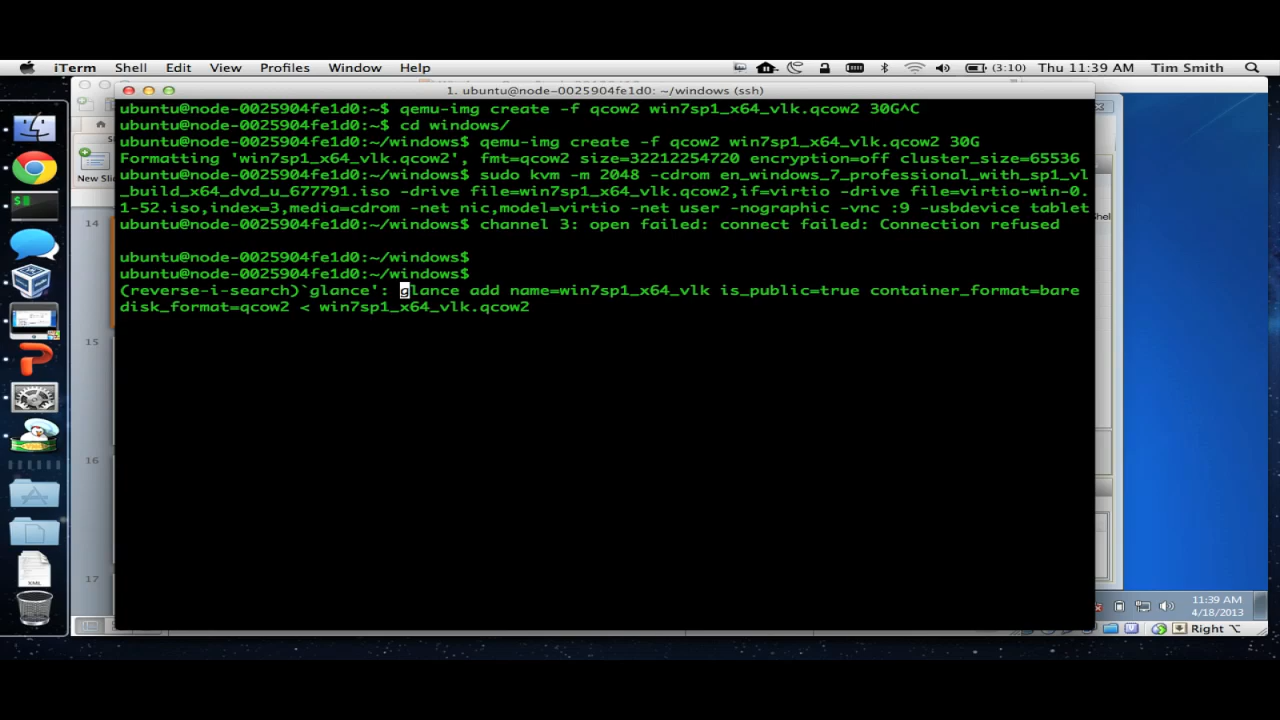 iTerm Shell Edit View Profiles Window Help (3:10) Thu 11:39 AM Tim Smith
1. ubuntu@node-0025904fe1d0: ~/windows (ssh)
ubuntu@node-0025904fe1d0:~$ qemu-img create -f qcow2 win7sp1_x64_vlk.qcow2 30G^C
ubuntu@node-0025904fe1d0:~$ cd windows/
ubuntu@node-0025904fe1d0:~/windows$ qemu-img create -f qcow2 win7sp1_x64_vlk.qcow2 30G
Formatting 'win7sp1_x64_vlk.qcow2', fmt=qcow2 size=32212254720 encryption=off cluster_size=65536
ubuntu@node-0025904fe1d0:~/windows$ sudo kvm -m 2048 -cdrom en_windows_7_professional_with_sp1_vl
_build_x64_dvd_u_677791.iso -drive file=win7sp1_x64_vlk.qcow2,if=virtio -drive file=virtio-win-0.
1-52.iso,index=3,media=cdrom -net nic,model=virtio -net user -nographic -vnc :9 -usbdevice tablet
ubuntu@node-0025904fe1d0:~/windows$ channel 3: open failed: connect failed: Connection refused
ubuntu@node-0025904fe1d0:~/windows$
ubuntu@node-0025904fe1d0:~/windows$
(reverse-i-search)`glance': glance add name=win7sp1_x64_vlk is_public=true container_format=bare
disk_format=qcow2 < win7sp1_x64_vlk.qcow2
New Slid
14
15
16
17
hel
XML
11:39 AM
4/18/2013
Right ⌥